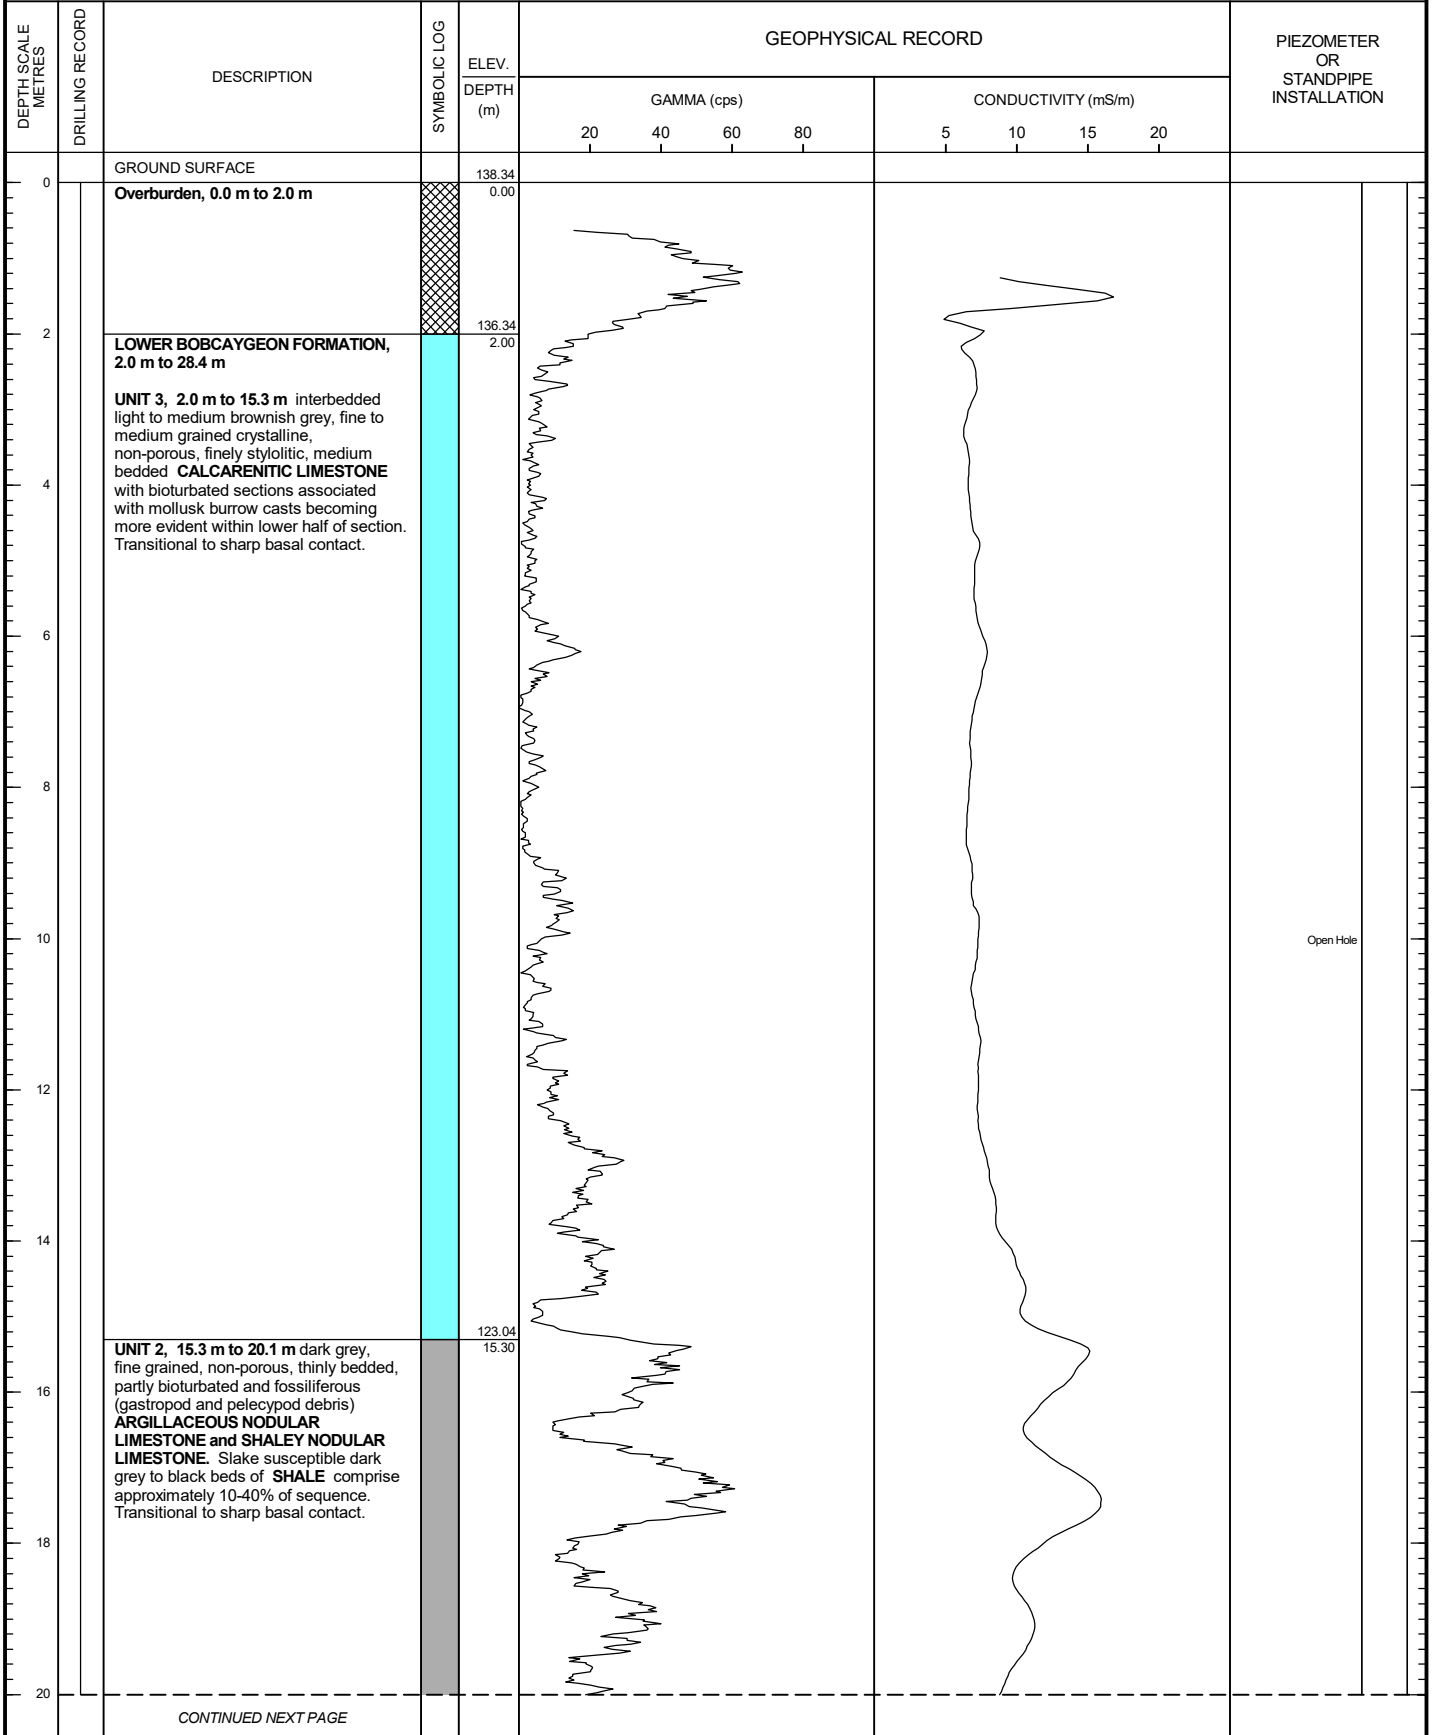 DEPTH SCALE
METRES
DRILLING RECORD
DESCRIPTION
SYMBOLIC LOG
ELEV.
DEPTH
(m)
GEOPHYSICAL RECORD
GAMMA (cps)
20 40 60 80
CONDUCTIVITY (mS/m)
5 10 15 20
PIEZOMETER
OR
STANDPIPE
INSTALLATION
GROUND SURFACE
138.34
0
0.00
Overburden, 0.0 m to 2.0 m
136.34
2
2.00
LOWER BOBCAYGEON FORMATION,
2.0 m to 28.4 m
UNIT 3, 2.0 m to 15.3 m interbedded
light to medium brownish grey, fine to
medium grained crystalline,
non-porous, finely stylolitic, medium
bedded CALCARENITIC LIMESTONE
with bioturbated sections associated
with mollusk burrow casts becoming
more evident within lower half of section.
Transitional to sharp basal contact.
4
6
8
10
Open Hole
12
14
123.04
15.30
UNIT 2, 15.3 m to 20.1 m dark grey,
fine grained, non-porous, thinly bedded,
partly bioturbated and fossiliferous
(gastropod and pelecypod debris)
ARGILLACEOUS NODULAR
LIMESTONE and SHALEY NODULAR
LIMESTONE. Slake susceptible dark
grey to black beds of SHALE comprise
approximately 10-40% of sequence.
Transitional to sharp basal contact.
16
18
20
CONTINUED NEXT PAGE